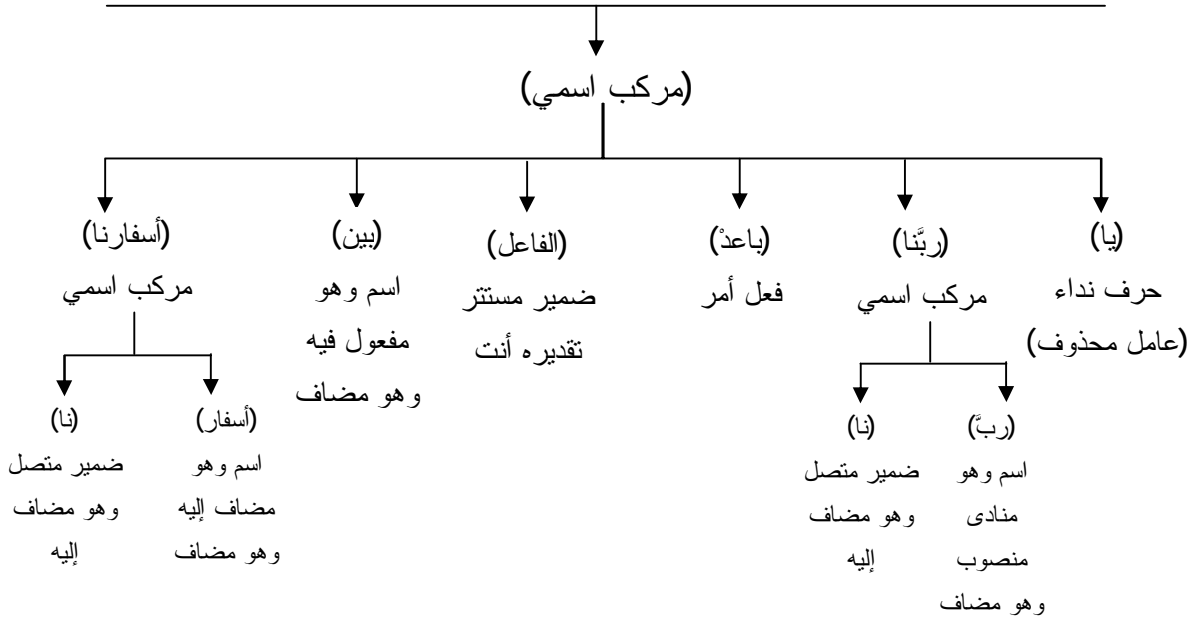 (مركب اسمي)
(يا)
حرف نداء
(عامل محذوف)
(ربَّنا)
مركب اسمي
(ربَّ)
اسم وهو
منادى
منصوب
وهو مضاف
(نا)
ضمير متصل
وهو مضاف
إليه
(باعدْ)
فعل أمر
(الفاعل)
ضمير مستتر
تقديره أنت
(بين)
اسم وهو
مفعول فيه
وهو مضاف
(أسفارنا)
مركب اسمي
(أسفار)
اسم وهو
مضاف إليه
وهو مضاف
(نا)
ضمير متصل
وهو مضاف
إليه